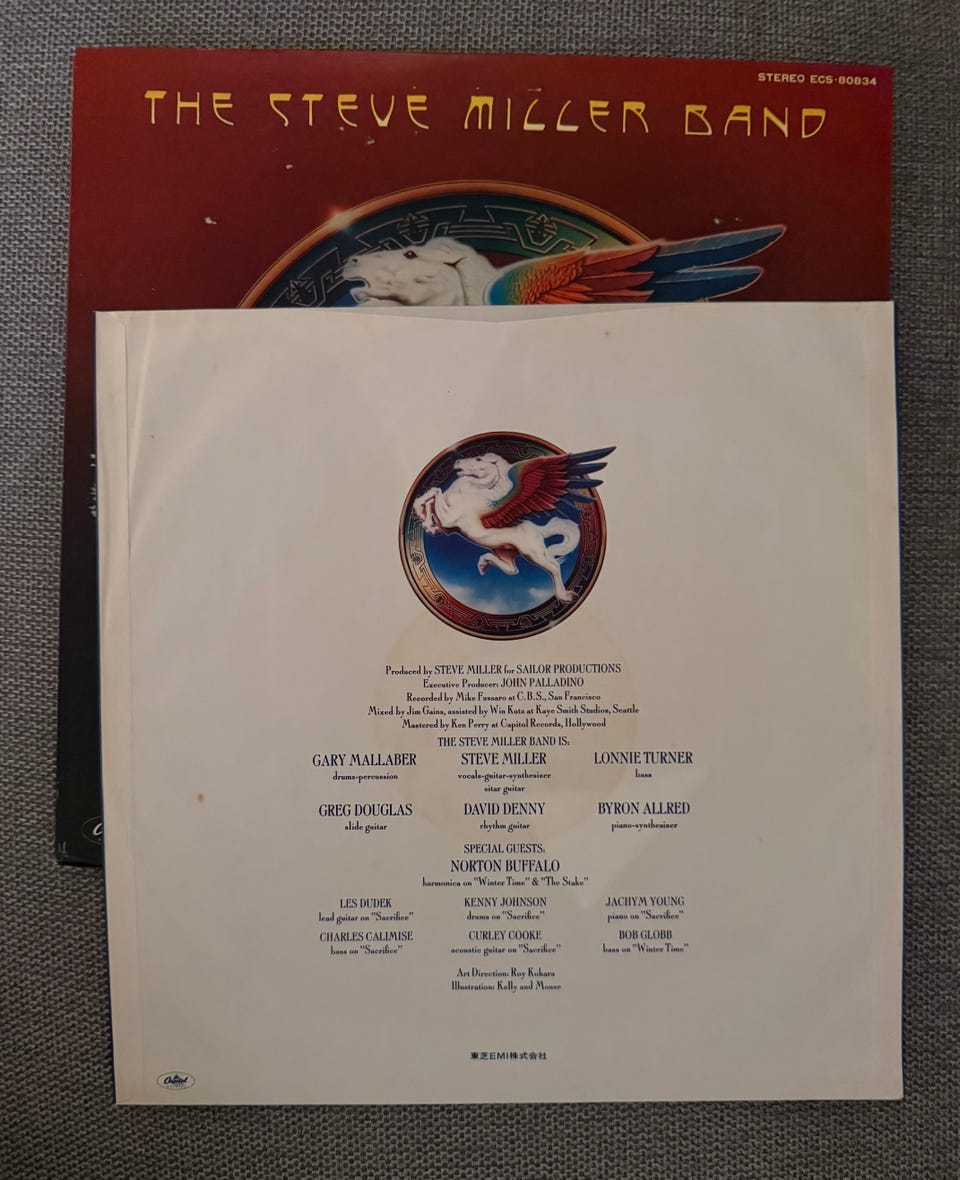 STEREO ECS-80834
THE STEVE MILLER BAND
Produced by STEVE MILLER for SAILOR PRODUCTIONS
Executive Producer: JOHN PALLADINO
Recorded by Mike Fussaro at C.B.S., San Francisco
Mixed by Jim Gains, assisted by Win Kutz at Kaye Smith Studios, Seattle
Mastered by Ken Perry at Capitol Records, Hollywood
THE STEVE MILLER BAND IS:
GARY MALLABER STEVE MILLER LONNIE TURNER
drums-percussion vocals-guitar-synthesizer bass
sitar guitar
GREG DOUGLAS DAVID DENNY BYRON ALLRED
slide guitar rhythm guitar piano-synthesizer
SPECIAL GUESTS:
NORTON BUFFALO
harmonica on "Winter Time" & "The Stake"
LES DUDEK KENNY JOHNSON JACHYM YOUNG
lead guitar on "Sacrifice" drums on "Sacrifice" piano on "Sacrifice"
CHARLES CALIMISE CURLEY COOKE BOB GLOBB
bass on "Sacrifice" acoustic guitar on "Sacrifice" bass on "Winter Time"
Art Direction: Roy Kohara
Illustration: Kelly and Mouse
東芝EMI株式会社
Capitol